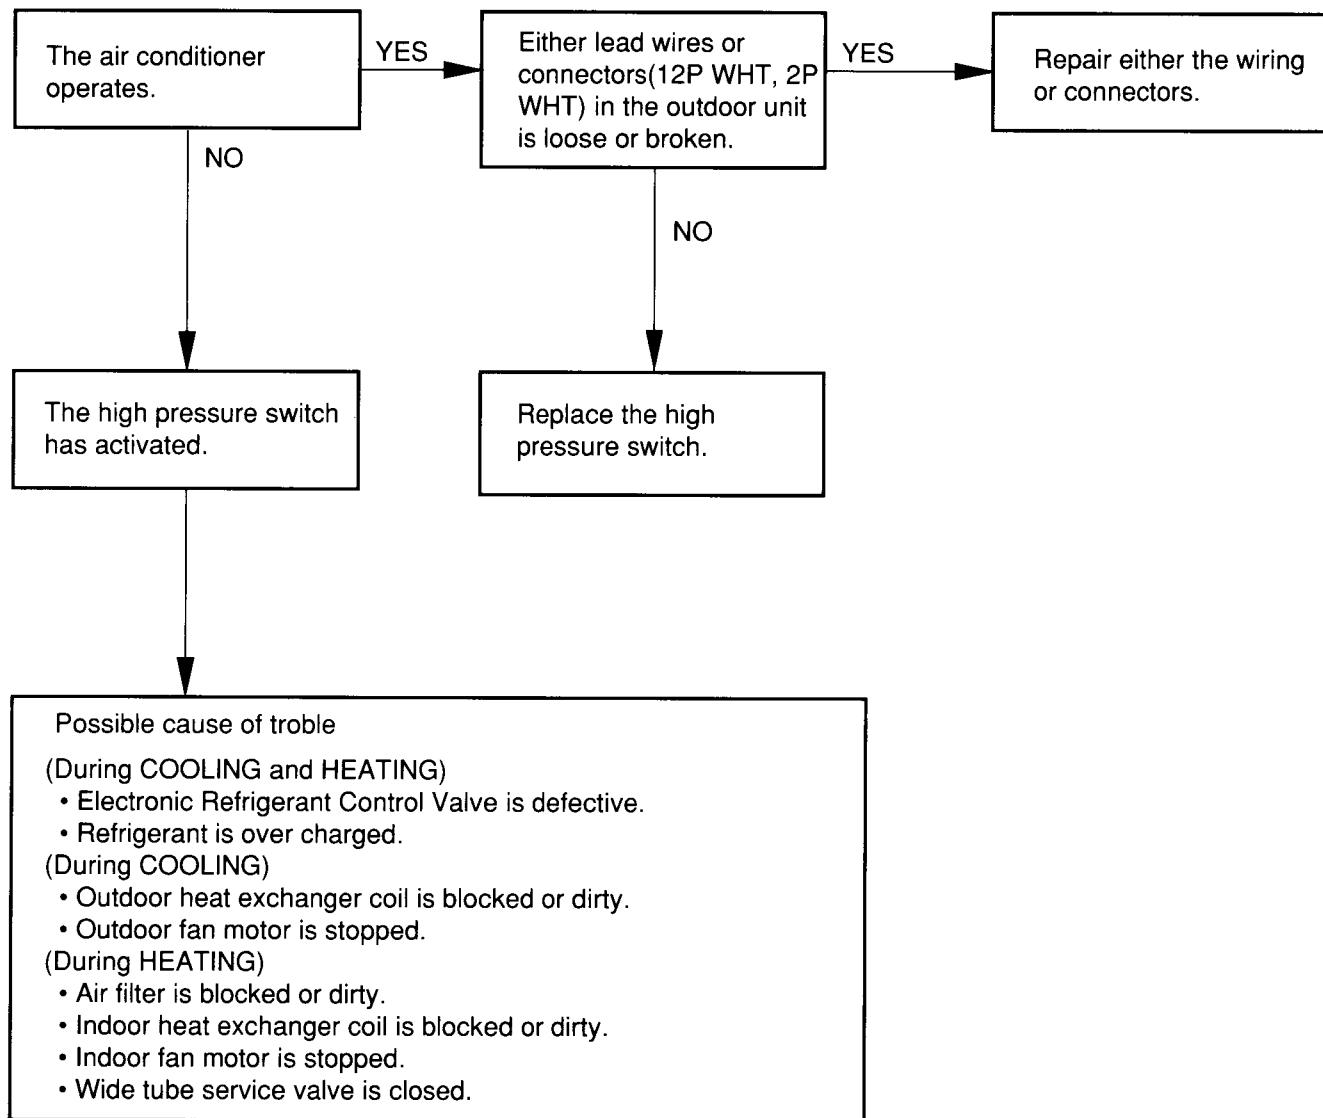 The air conditioner
operates.
YES
Either lead wires or
connectors(12P WHT, 2P
WHT) in the outdoor unit
is loose or broken.
YES
Repair either the wiring
or connectors.
NO
NO
The high pressure switch
has activated.
Replace the high
pressure switch.
Possible cause of troble
(During COOLING and HEATING)
• Electronic Refrigerant Control Valve is defective.
• Refrigerant is over charged.
(During COOLING)
• Outdoor heat exchanger coil is blocked or dirty.
• Outdoor fan motor is stopped.
(During HEATING)
• Air filter is blocked or dirty.
• Indoor heat exchanger coil is blocked or dirty.
• Indoor fan motor is stopped.
• Wide tube service valve is closed.